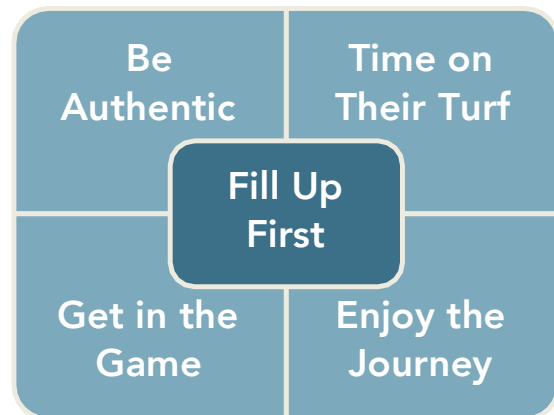 Be
Authentic
Time on
Their Turf
Fill Up
First
Get in the
Game
Enjoy the
Journey